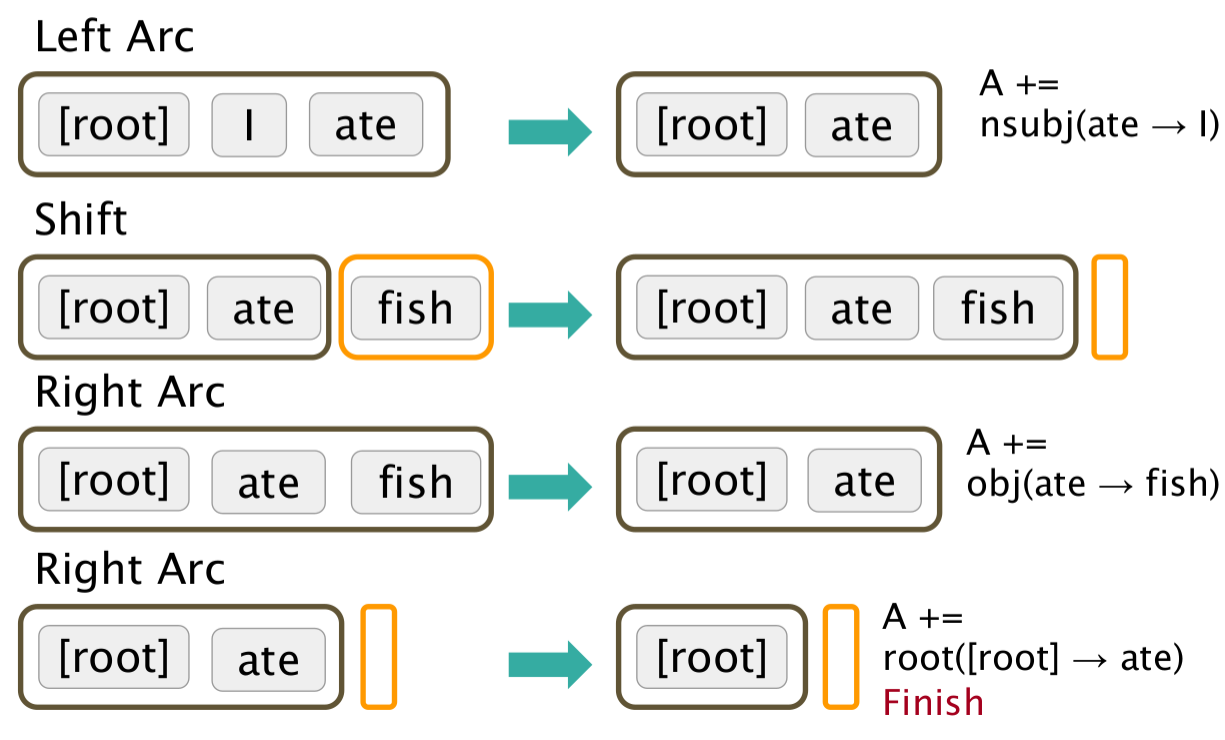 Left Arc
[root] I ate [root] ate A +=
nsubj(ate → I)
Shift
[root] ate fish [root] ate fish
Right Arc
[root] ate fish [root] ate A +=
obj(ate → fish)
Right Arc
[root] ate [root] A +=
root([root] → ate)
Finish